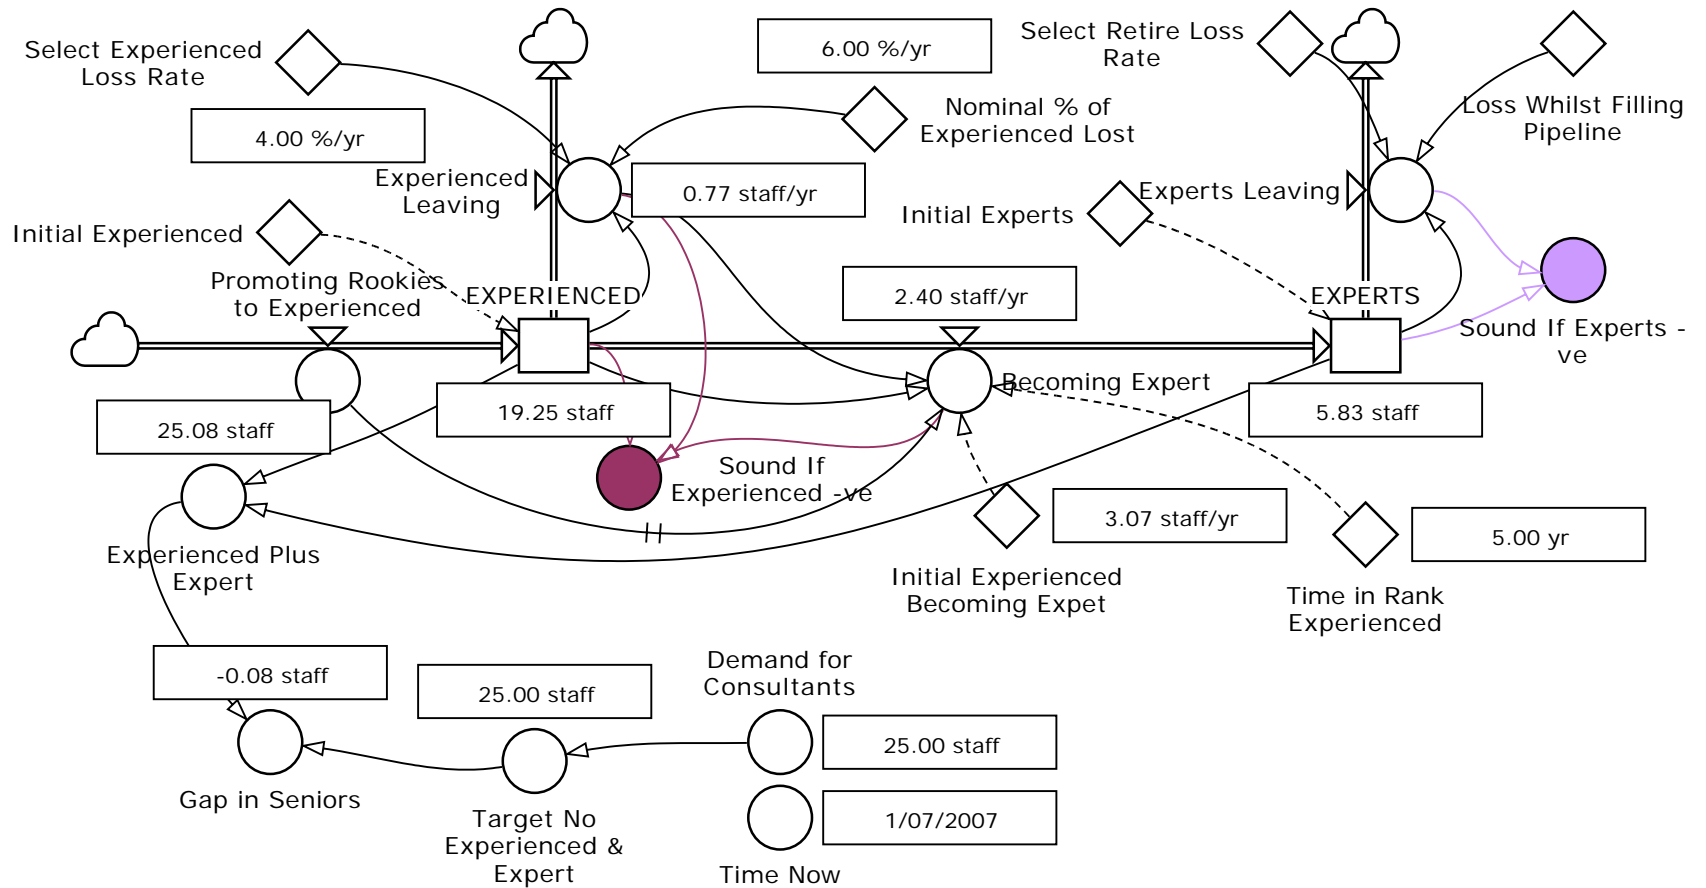 Select Experienced
Loss Rate
6.00 %/yr
Select Retire Loss
Rate
4.00 %/yr
Nominal % of
Experienced Lost
Loss Whilst Filling
Pipeline
Experienced
Leaving
0.77 staff/yr
Experts Leaving
Initial Experienced
Initial Experts
Promoting Rookies
to Experienced
EXPERIENCED
2.40 staff/yr
EXPERTS
Sound If Experts -
ve
Becoming Expert
25.08 staff
19.25 staff
5.83 staff
Sound If
Experienced -ve
3.07 staff/yr
5.00 yr
Experienced Plus
Expert
Initial Experienced
Becoming Expet
Time in Rank
Experienced
-0.08 staff
25.00 staff
Demand for
Consultants
25.00 staff
Gap in Seniors
Target No
Experienced &
Expert
1/07/2007
Time Now